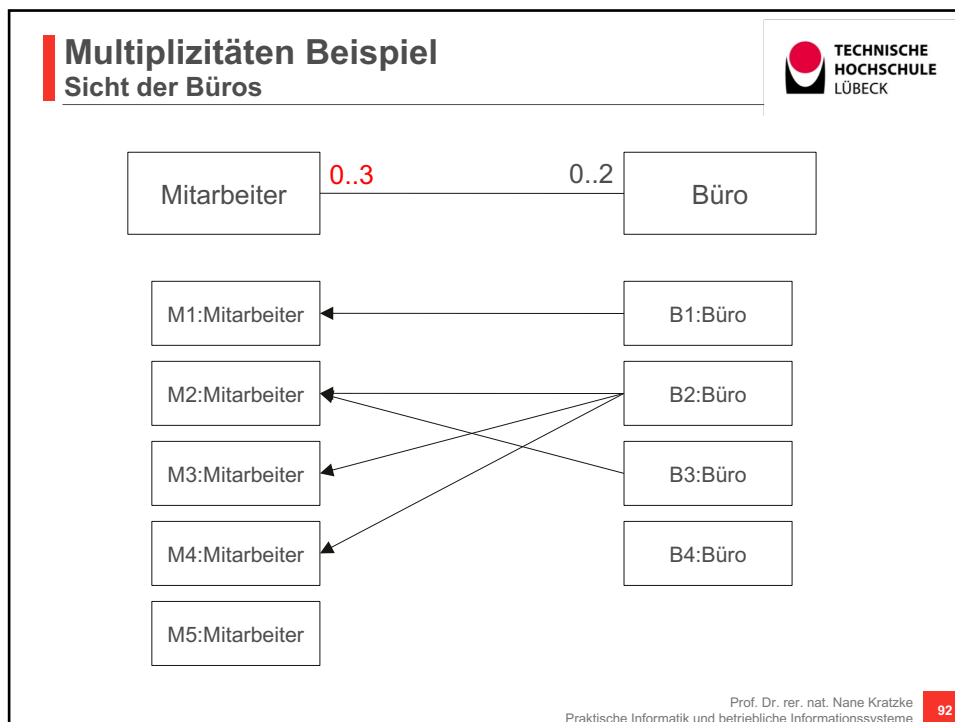 Multiplizitäten Beispiel
Sicht der Büros
TECHNISCHE
HOCHSCHULE
LÜBECK
0..3
0..2
Mitarbeiter
Büro
M1:Mitarbeiter
B1:Büro
M2:Mitarbeiter
B2:Büro
M3:Mitarbeiter
B3:Büro
M4:Mitarbeiter
B4:Büro
M5:Mitarbeiter
Prof. Dr. rer. nat. Nane Kratzke
Praktische Informatik und betriebliche Informationssysteme
92